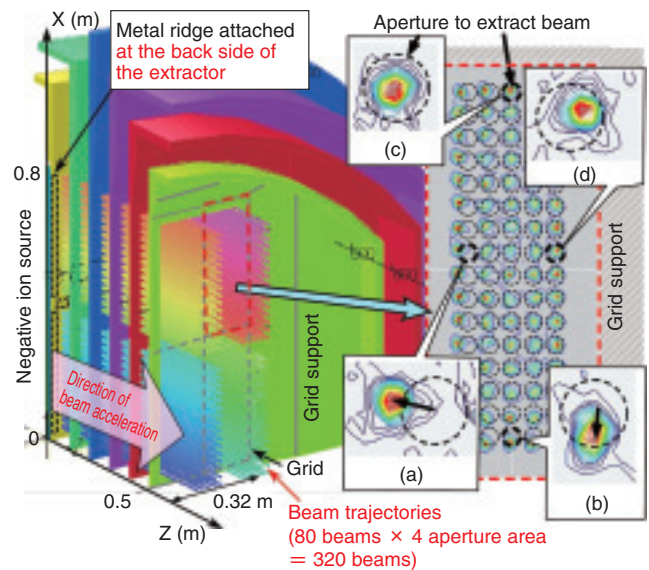 X (m)
Metal ridge attached
at the back side of
the extractor
Aperture to extract beam
(c)
(d)
0.8
Negative ion source
Direction of
beam acceleration
Grid support
Grid support
0
(a)
(b)
Grid
0.5
0.32 m
Z (m)
Beam trajectories
(80 beams × 4 aperture area
= 320 beams)